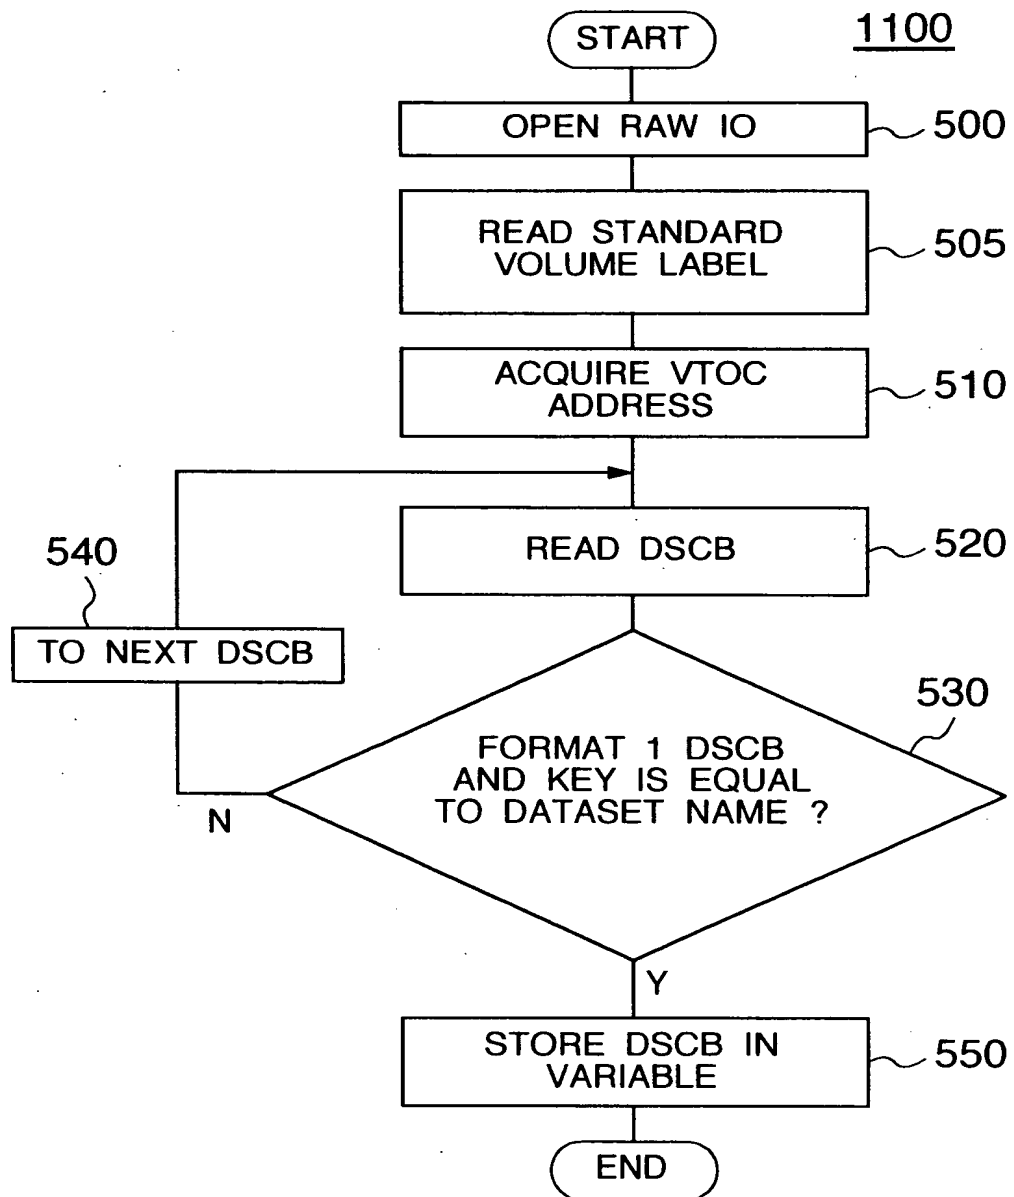 START
1100
OPEN RAW IO
500
READ STANDARD
VOLUME LABEL
505
ACQUIRE VTOC
ADDRESS
510
READ DSCB
520
540
TO NEXT DSCB
530
FORMAT 1 DSCB
AND KEY IS EQUAL
TO DATASET NAME ?
N
Y
STORE DSCB IN
VARIABLE
550
END